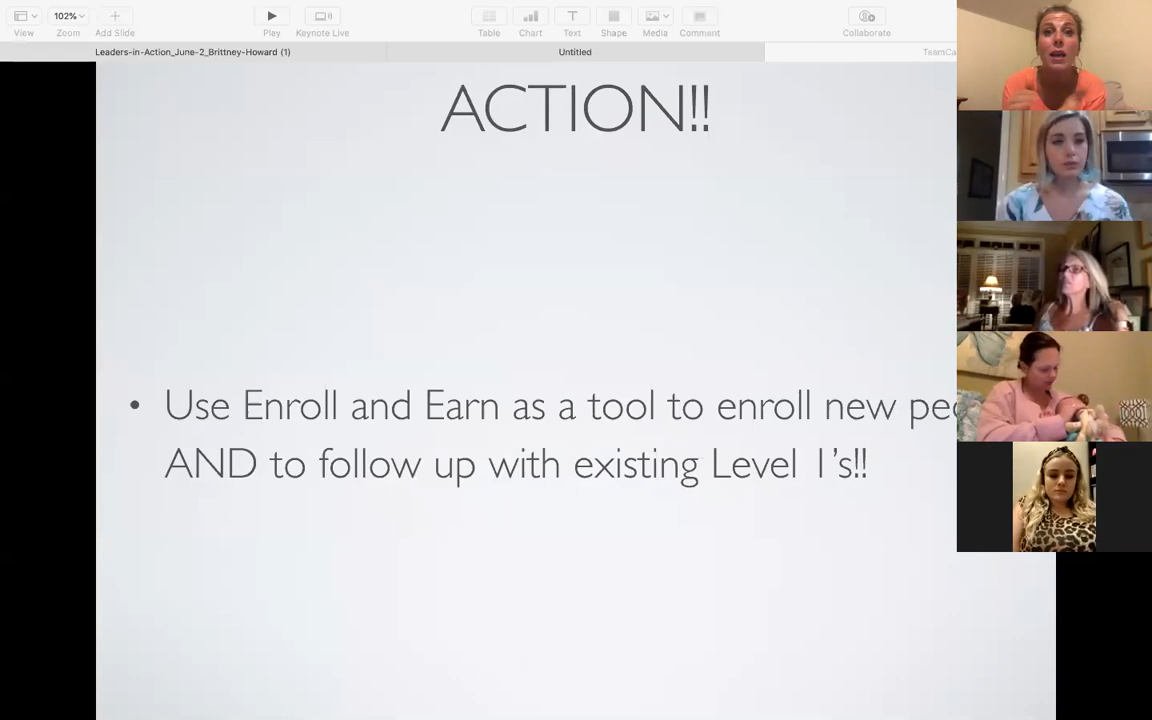 102%
View
Zoom
Add Slide
Play
Keynote Live
Table
Chart
Text
Shape
Media
Comment
Collaborate
Leaders-in-Action_June-2_Brittney-Howard (1)
Untitled
TeamCa
ACTION!!
• Use Enroll and Earn as a tool to enroll new
AND to follow up with existing Level 1's!!